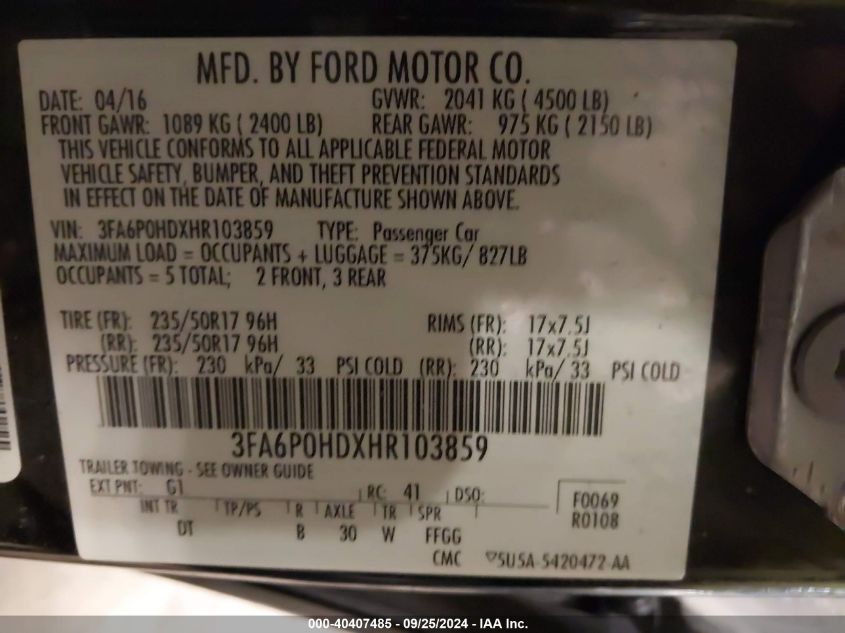 MFD. BY FORD MOTOR CO.
DATE: 04/16 GVWR: 2041 KG ( 4500 LB)
FRONT GAWR: 1089 KG ( 2400 LB) REAR GAWR: 975 KG ( 2150 LB)
THIS VEHICLE CONFORMS TO ALL APPLICABLE FEDERAL MOTOR
VEHICLE SAFETY, BUMPER, AND THEFT PREVENTION STANDARDS
IN EFFECT ON THE DATE OF MANUFACTURE SHOWN ABOVE.
VIN: 3FA6P0HDXHR103859 TYPE: Passenger Car
MAXIMUM LOAD = OCCUPANTS + LUGGAGE = 375KG/ 827LB
OCCUPANTS = 5 TOTAL; 2 FRONT, 3 REAR
TIRE (FR): 235/50R17 96H RIMS (FR): 17x7.5J
(RR): 235/50R17 96H (RR): 17x7.5J
PRESSURE (FR): 230 kPa/ 33 PSI COLD (RR): 230 kPa/ 33 PSI COLD
3FA6P0HDXHR103859
TRAILER TOWING - SEE OWNER GUIDE
EXT PNT: G1 RC: 41 DSO: F0069
INT TR TP/PS R AXLE TR SPR R0108
DT B 30 W FFGG
CMC ▽5U5A-5420472-AA
000-40407485 - 09/25/2024 - IAA Inc.